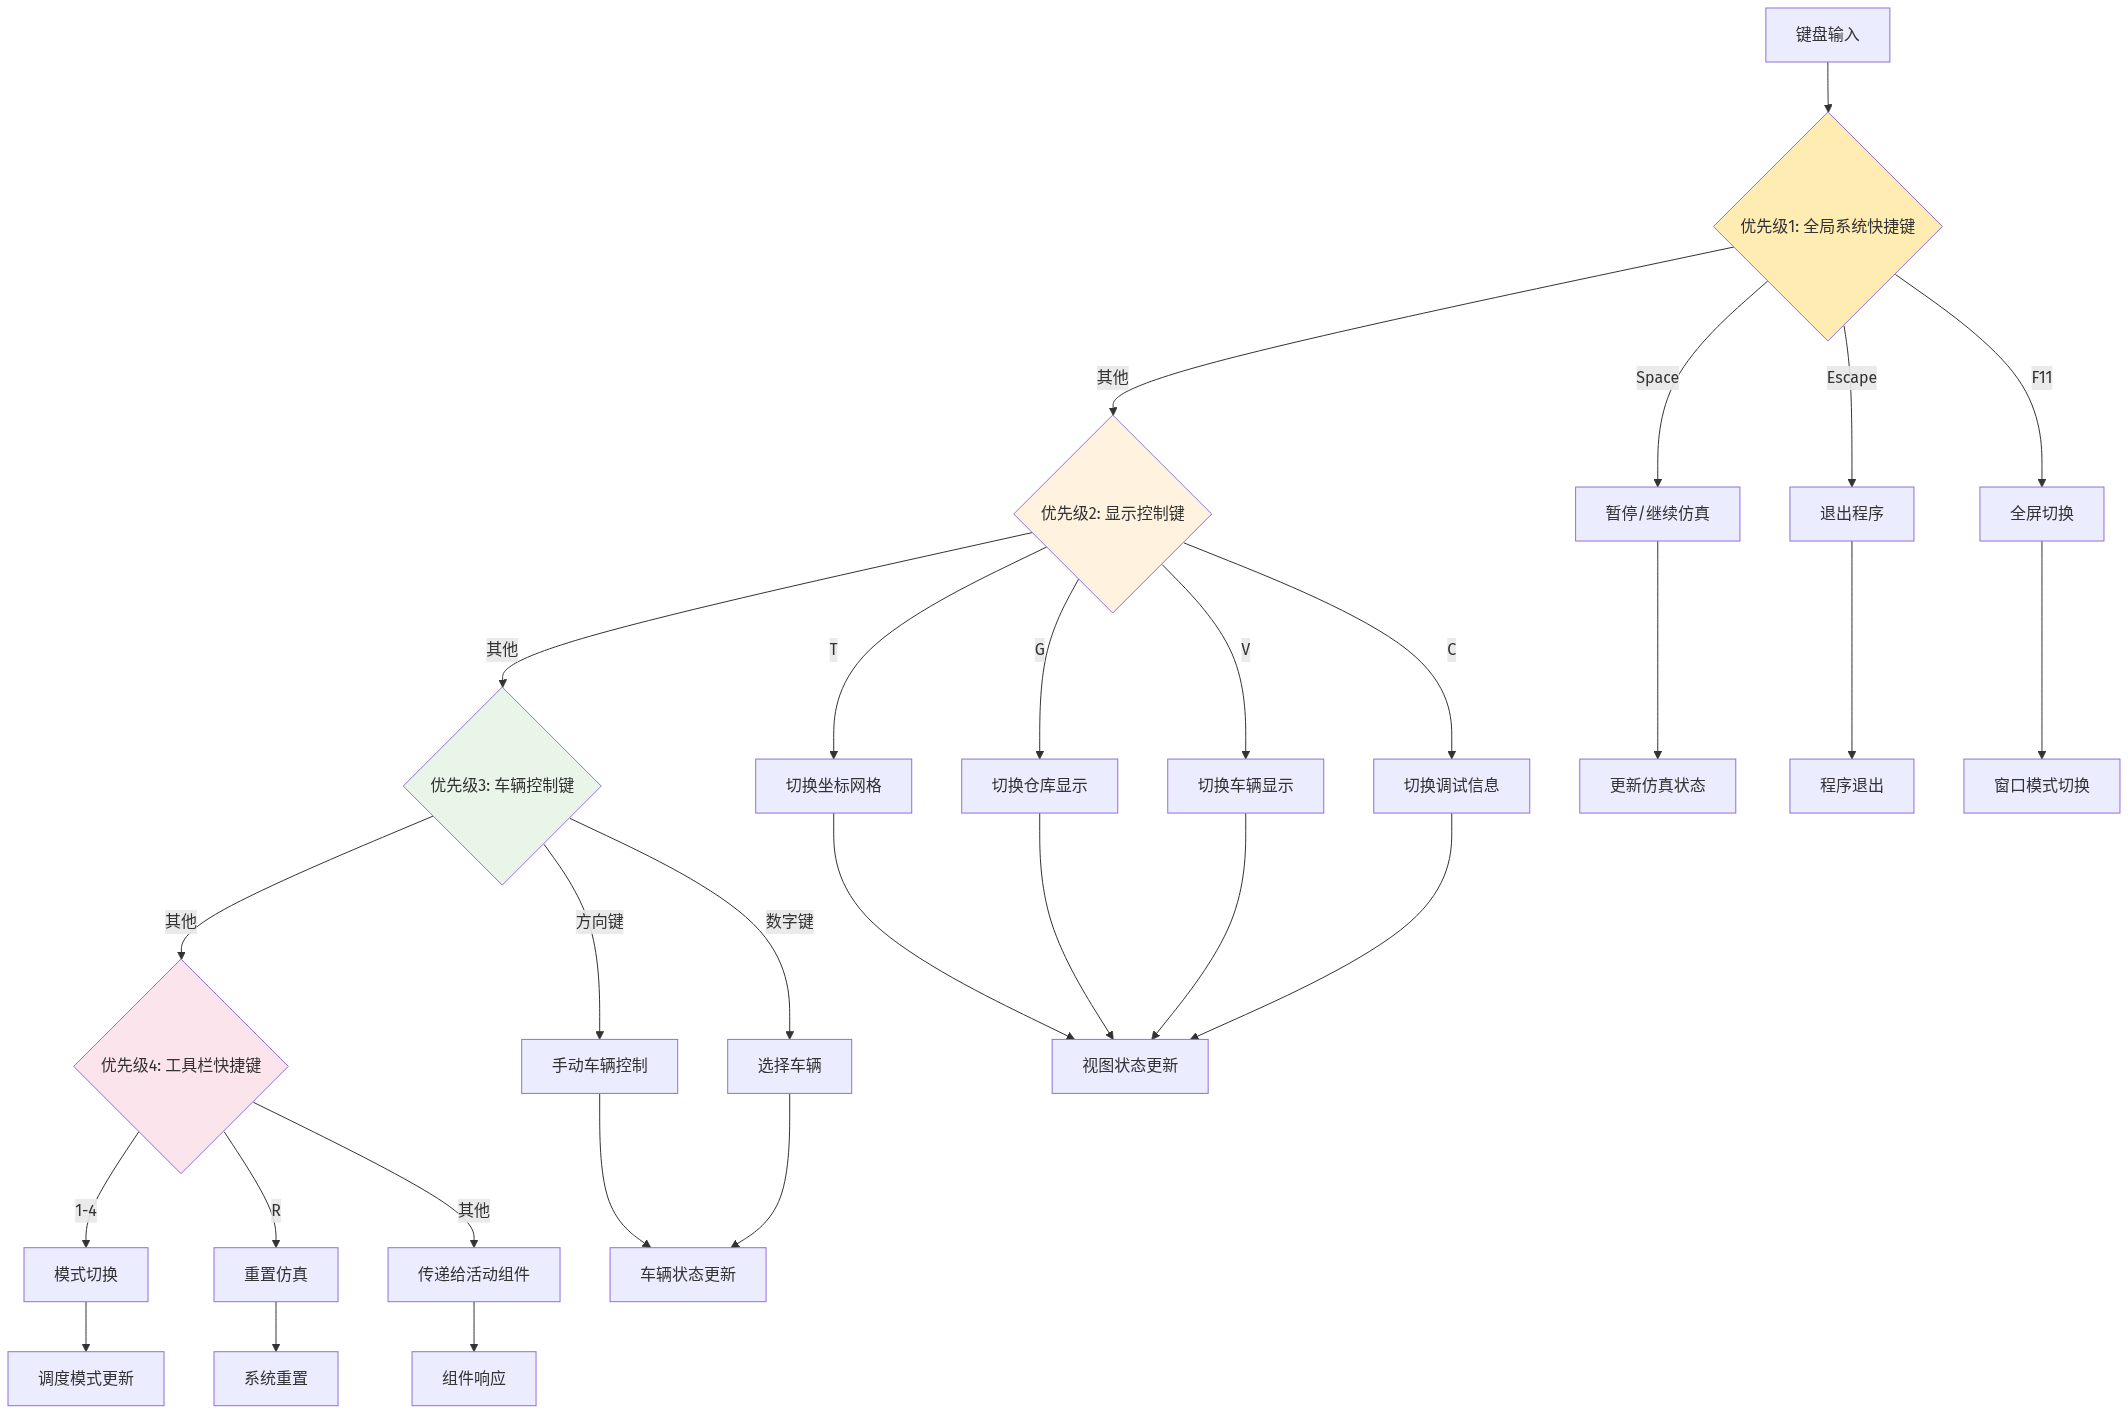 键盘输入
优先级1: 全局系统快捷键
其他
Space
Escape
F11
优先级2: 显示控制键
暂停/继续仿真
退出程序
全屏切换
其他
T
G
V
C
优先级3: 车辆控制键
切换坐标网格
切换仓库显示
切换车辆显示
切换调试信息
更新仿真状态
程序退出
窗口模式切换
其他
方向键
数字键
优先级4: 工具栏快捷键
手动车辆控制
选择车辆
视图状态更新
1-4
R
其他
模式切换
重置仿真
传递给活动组件
车辆状态更新
调度模式更新
系统重置
组件响应